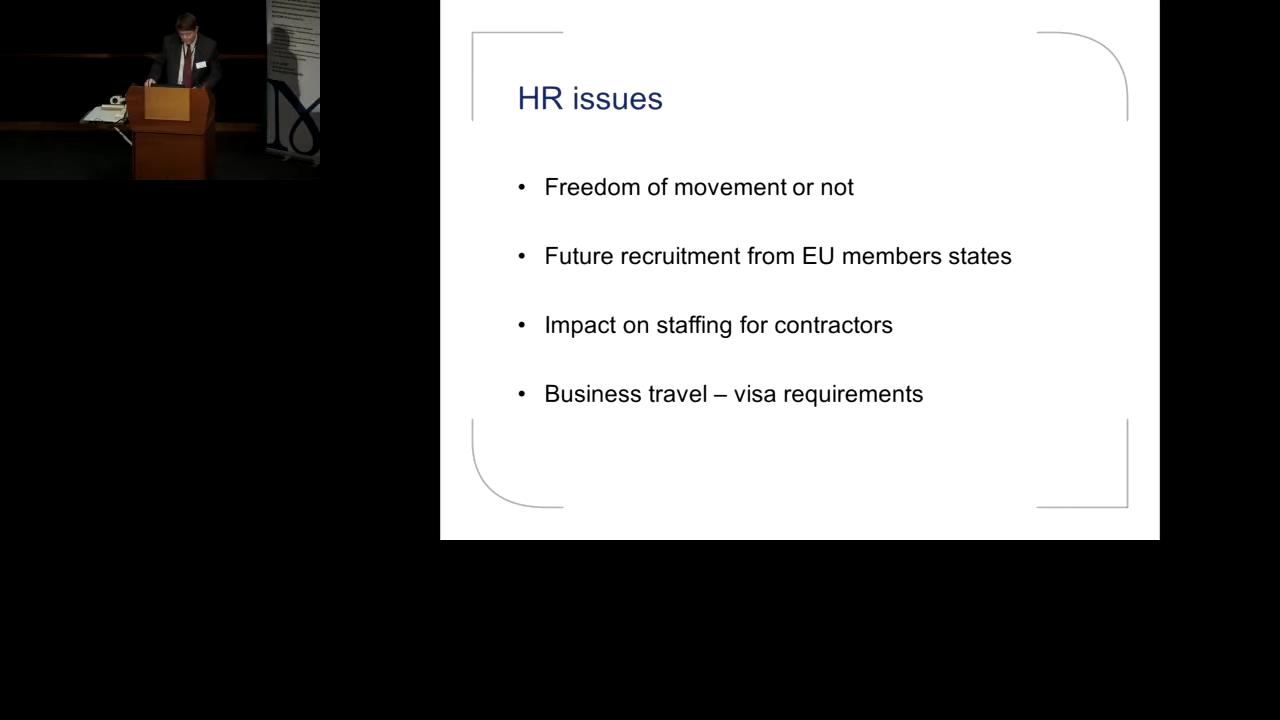 HR issues
• Freedom of movement or not
• Future recruitment from EU members states
• Impact on staffing for contractors
• Business travel – visa requirements